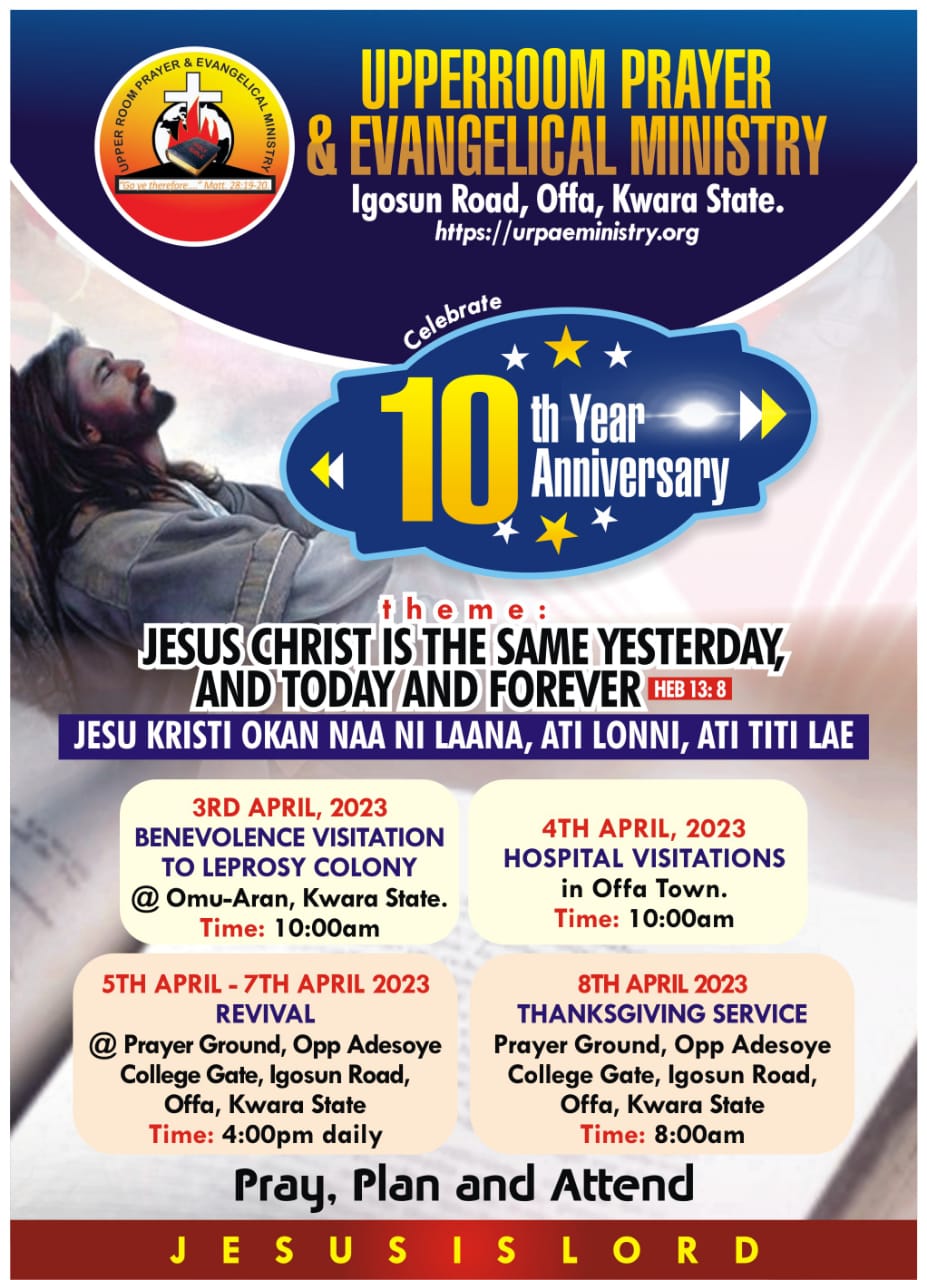 UPPER ROOM PRAYER & EVANGELICAL MINISTRY
HOLY BIBLE
"Go ye therefore..." Matt. 28:19-20
UPPERROOM PRAYER
& EVANGELICAL MINISTRY
Igosun Road, Offa, Kwara State.
https://urpaeministry.org
Celebrate
10th Year
Anniversary
theme:
JESUS CHRIST IS THE SAME YESTERDAY,
AND TODAY AND FOREVER HEB 13: 8
JESU KRISTI OKAN NAA NI LAANA, ATI LONNI, ATI TITI LAE
3RD APRIL, 2023
BENEVOLENCE VISITATION
TO LEPROSY COLONY
@ Omu-Aran, Kwara State.
Time: 10:00am
4TH APRIL, 2023
HOSPITAL VISITATIONS
in Offa Town.
Time: 10:00am
5TH APRIL - 7TH APRIL 2023
REVIVAL
@ Prayer Ground, Opp Adesoye
College Gate, Igosun Road,
Offa, Kwara State
Time: 4:00pm daily
8TH APRIL 2023
THANKSGIVING SERVICE
Prayer Ground, Opp Adesoye
College Gate, Igosun Road,
Offa, Kwara State
Time: 8:00am
Pray, Plan and Attend
JESUS IS LORD